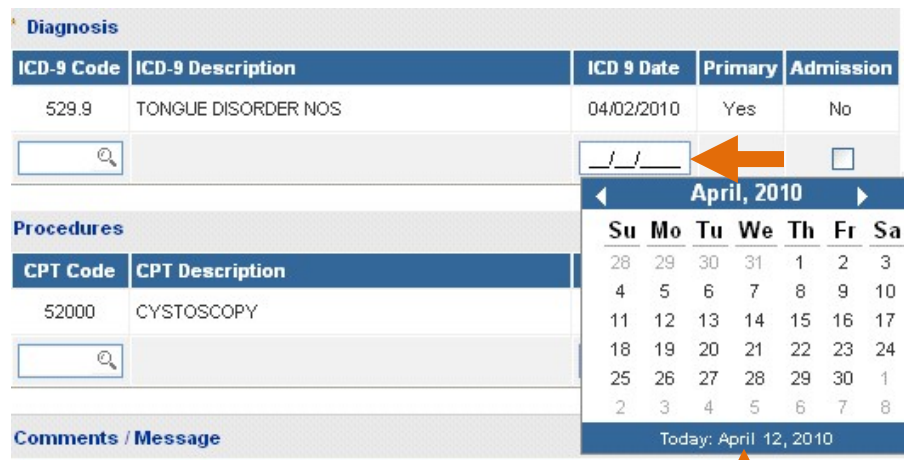 * Diagnosis
ICD-9 Code ICD-9 Description ICD 9 Date Primary Admission
529.9 TONGUE DISORDER NOS 04/02/2010 Yes No
__/__/____
April, 2010
Procedures
Su Mo Tu We Th Fr Sa
CPT Code CPT Description
28 29 30 31 1 2 3
4 5 6 7 8 9 10
52000 CYSTOSCOPY
11 12 13 14 15 16 17
18 19 20 21 22 23 24
25 26 27 28 29 30 1
2 3 4 5 6 7 8
Comments / Message
Today: April 12, 2010